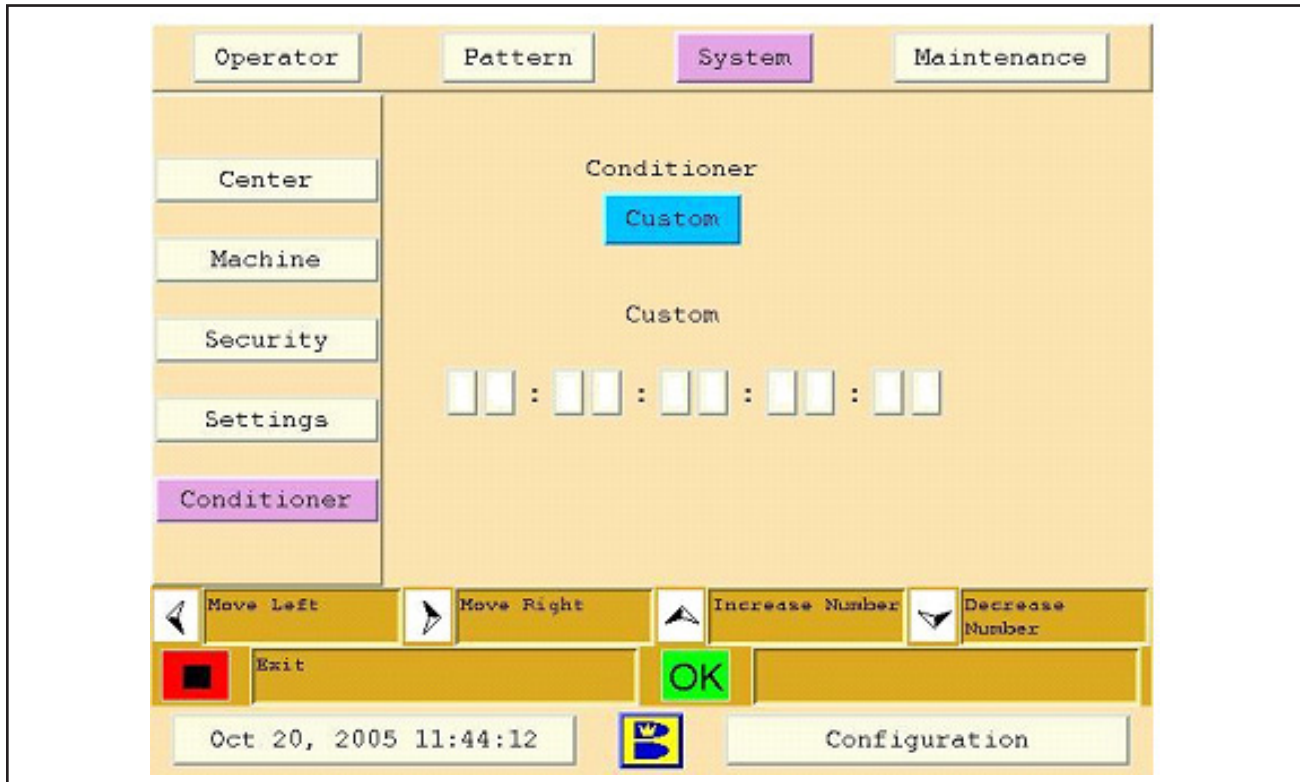 Operator Pattern System Maintenance
Center
Machine
Security
Settings
Conditioner
Conditioner
Custom
Custom
: : : :
Move Left Move Right Increase Number Decrease Number
Exit OK
Oct 20, 2005 11:44:12 Configuration